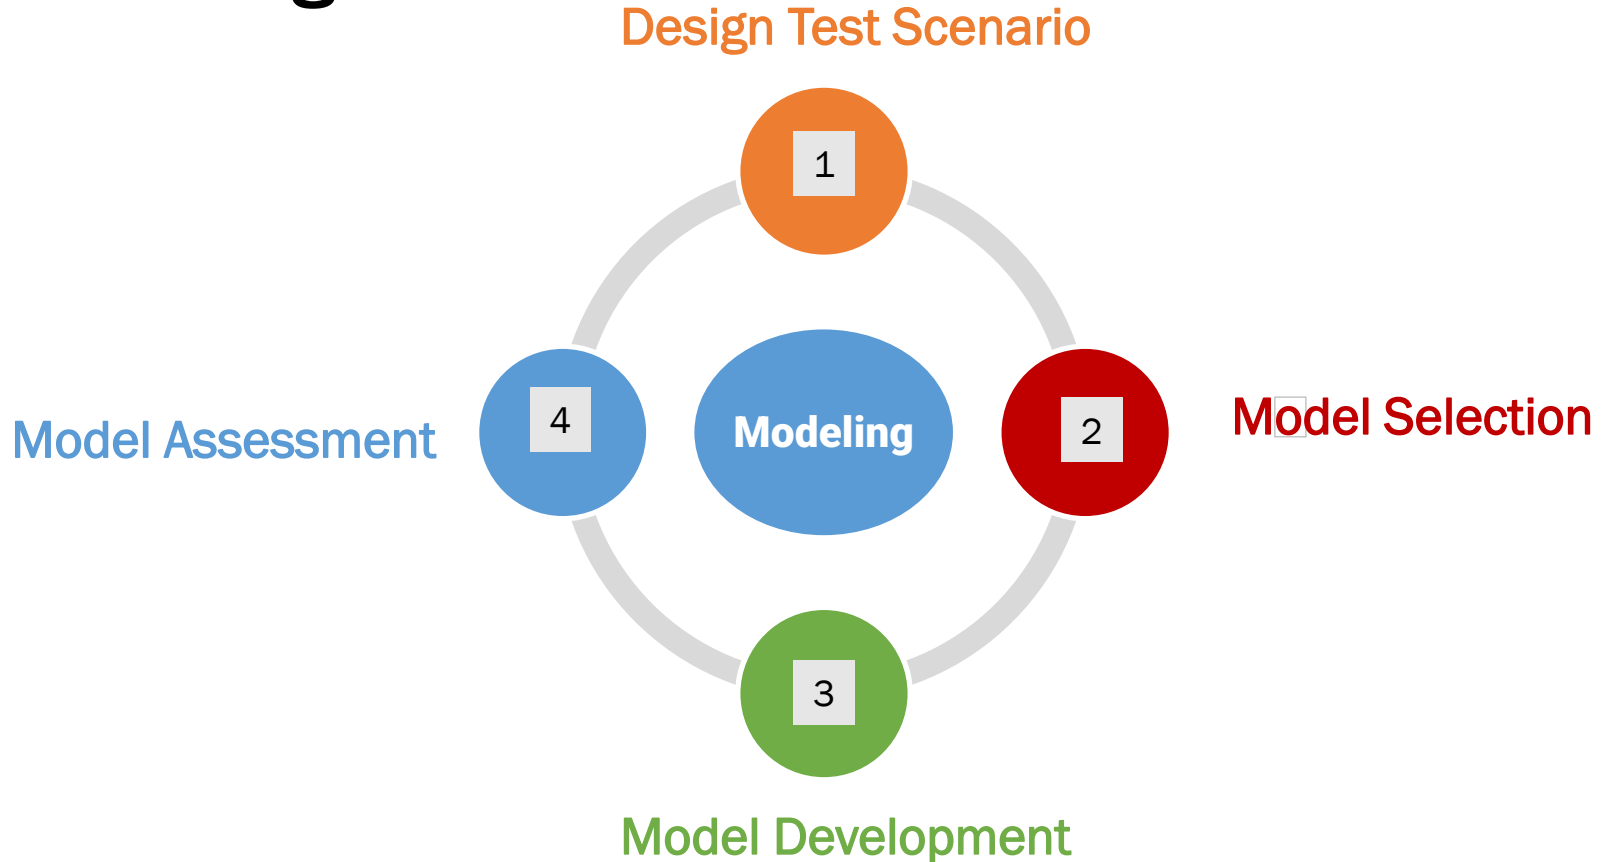 Design Test Scenario
1
Modeling
4
2
Model Assessment
Model Selection
3
Model Development